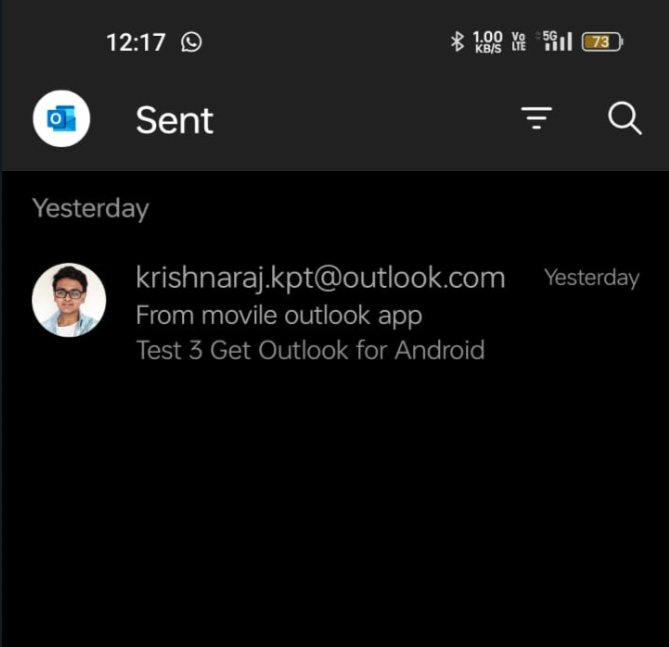 12:17
1.00 KB/S Vo LTE 5G 73
Sent
Yesterday
krishnaraj.kpt@outlook.com Yesterday
From movile outlook app
Test 3 Get Outlook for Android